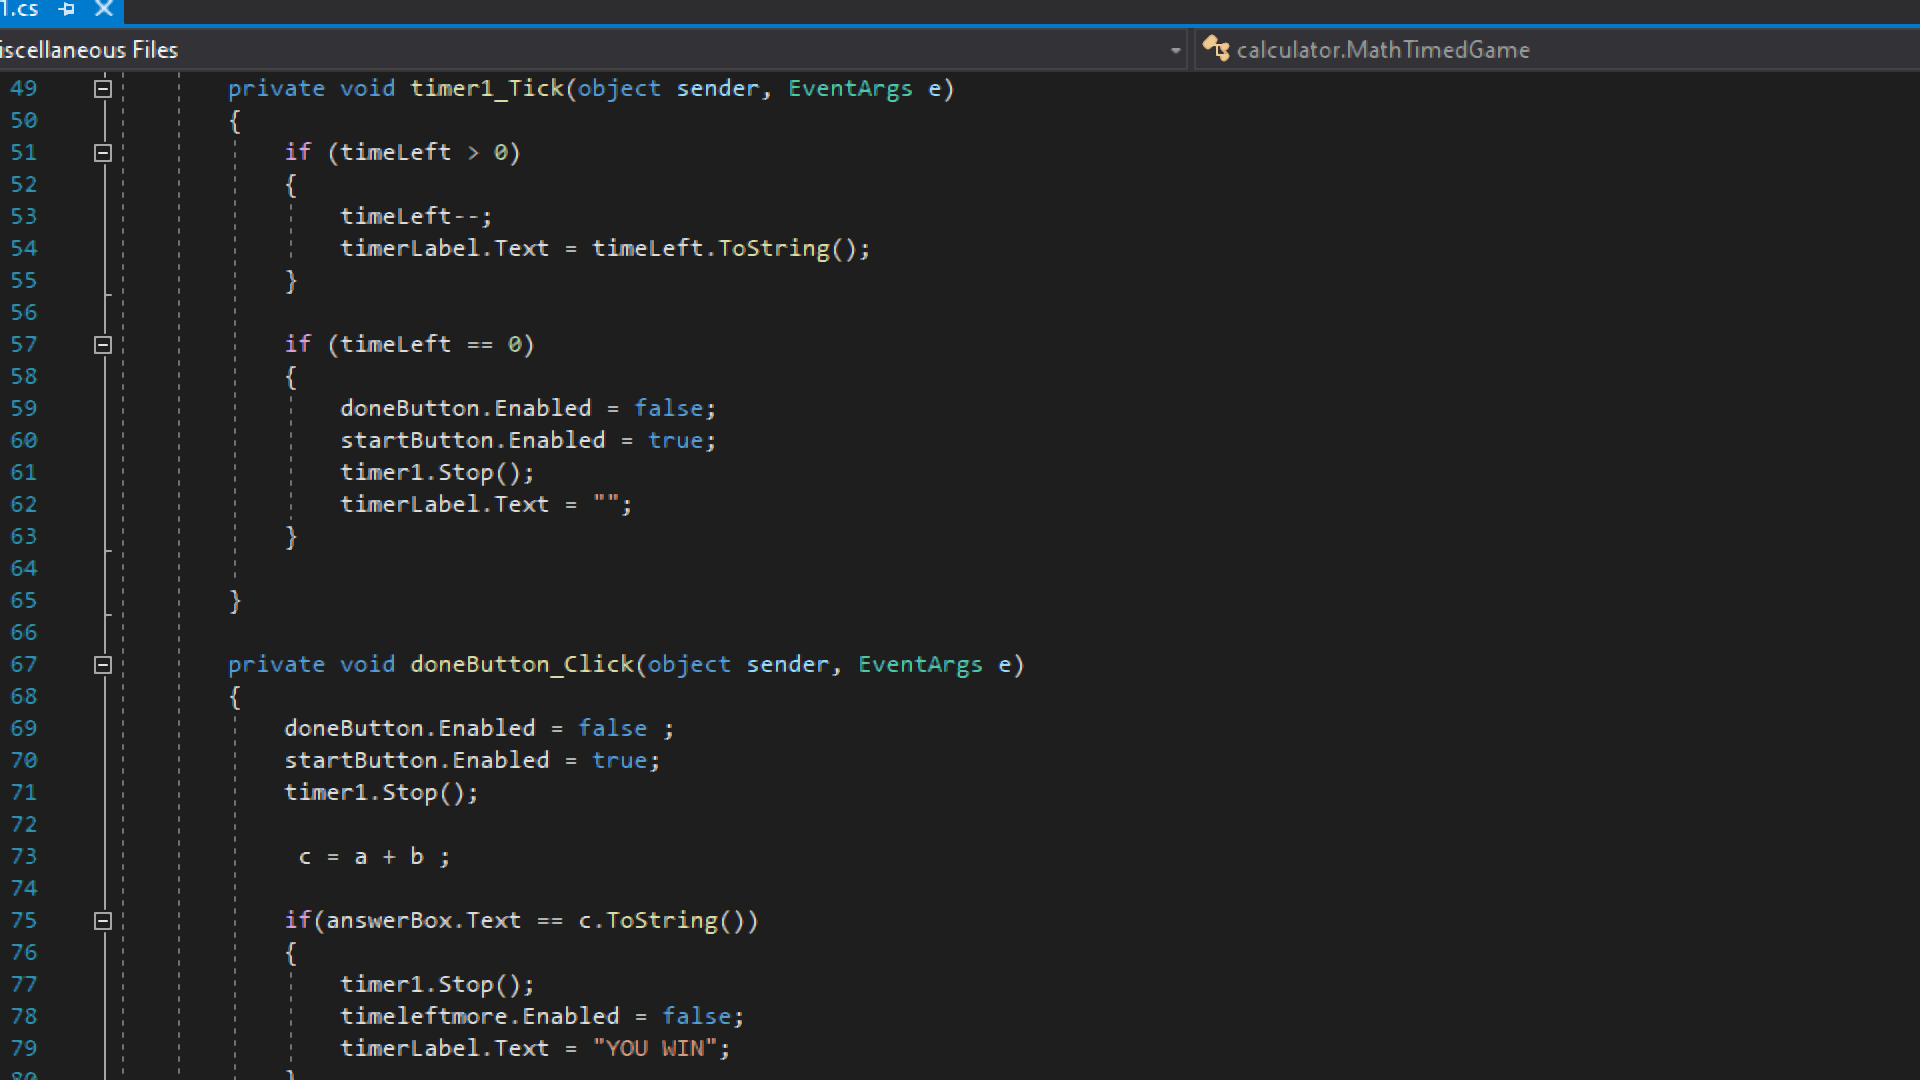 1.cs
iscellaneous Files
calculator.MathTimedGame
49 private void timer1_Tick(object sender, EventArgs e)
50 {
51 if (timeLeft > 0)
52 {
53 timeLeft--;
54 timerLabel.Text = timeLeft.ToString();
55 }
56
57 if (timeLeft == 0)
58 {
59 doneButton.Enabled = false;
60 startButton.Enabled = true;
61 timer1.Stop();
62 timerLabel.Text = "";
63 }
64
65 }
66
67 private void doneButton_Click(object sender, EventArgs e)
68 {
69 doneButton.Enabled = false ;
70 startButton.Enabled = true;
71 timer1.Stop();
72
73 c = a + b ;
74
75 if(answerBox.Text == c.ToString())
76 {
77 timer1.Stop();
78 timeleftmore.Enabled = false;
79 timerLabel.Text = "YOU WIN";
80 }